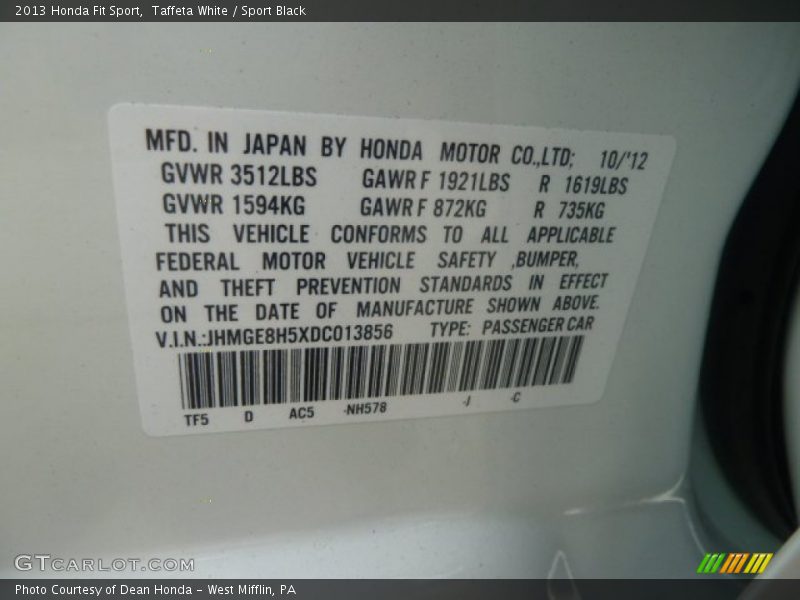 2013 Honda Fit Sport, Taffeta White / Sport Black
MFD. IN JAPAN BY HONDA MOTOR CO.,LTD; 10/'12
GVWR 3512LBS GAWR F 1921LBS R 1619LBS
GVWR 1594KG GAWR F 872KG R 735KG
THIS VEHICLE CONFORMS TO ALL APPLICABLE
FEDERAL MOTOR VEHICLE SAFETY ,BUMPER,
AND THEFT PREVENTION STANDARDS IN EFFECT
ON THE DATE OF MANUFACTURE SHOWN ABOVE.
V.I.N.:JHMGE8H5XDC013856 TYPE: PASSENGER CAR
TF5 D AC5 -NH578 -J -C
GTCARLOT.COM
Photo Courtesy of Dean Honda - West Mifflin, PA